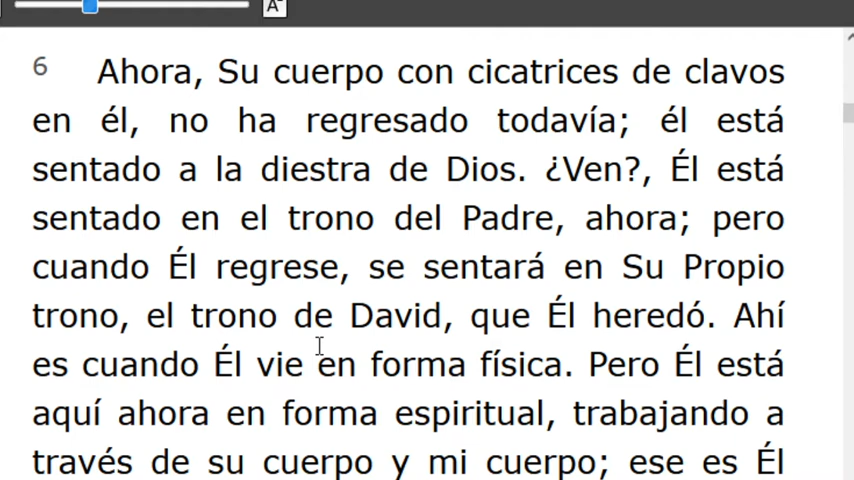 A
6 Ahora, Su cuerpo con cicatrices de clavos
en él, no ha regresado todavía; él está
sentado a la diestra de Dios. ¿Ven?, Él está
sentado en el trono del Padre, ahora; pero
cuando Él regrese, se sentará en Su Propio
trono, el trono de David, que Él heredó. Ahí
es cuando Él vie en forma física. Pero Él está
aquí ahora en forma espiritual, trabajando a
través de su cuerpo y mi cuerpo; ese es Él